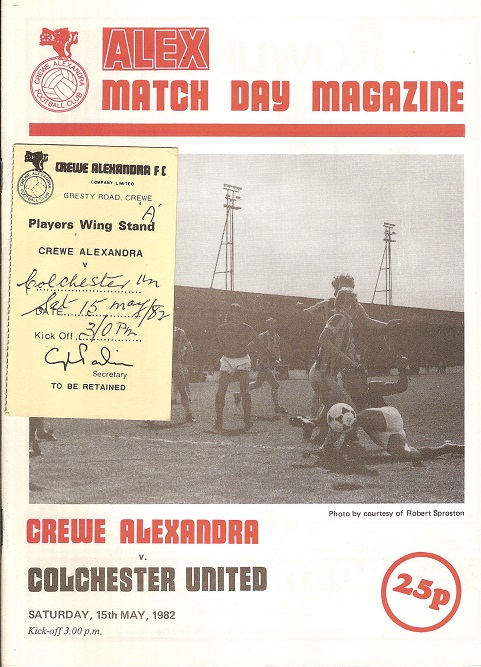 ALEX
MATCH DAY MAGAZINE
CREWE ALEXANDRA
FOOTBALL CLUB
CREWE ALEXANDRA F C
COMPANY LIMITED
GRESTY ROAD, CREWE
"A"
Players Wing Stand
CREWE ALEXANDRA
v
Colchester Utd
DATE Sat 15 May/82
Kick Off 3/0 Pm
Secretary
TO BE RETAINED
Photo by courtesy of Robert Sproston
CREWE ALEXANDRA
v.
COLCHESTER UNITED
25p
SATURDAY, 15th MAY, 1982
Kick-off 3.00 p.m.